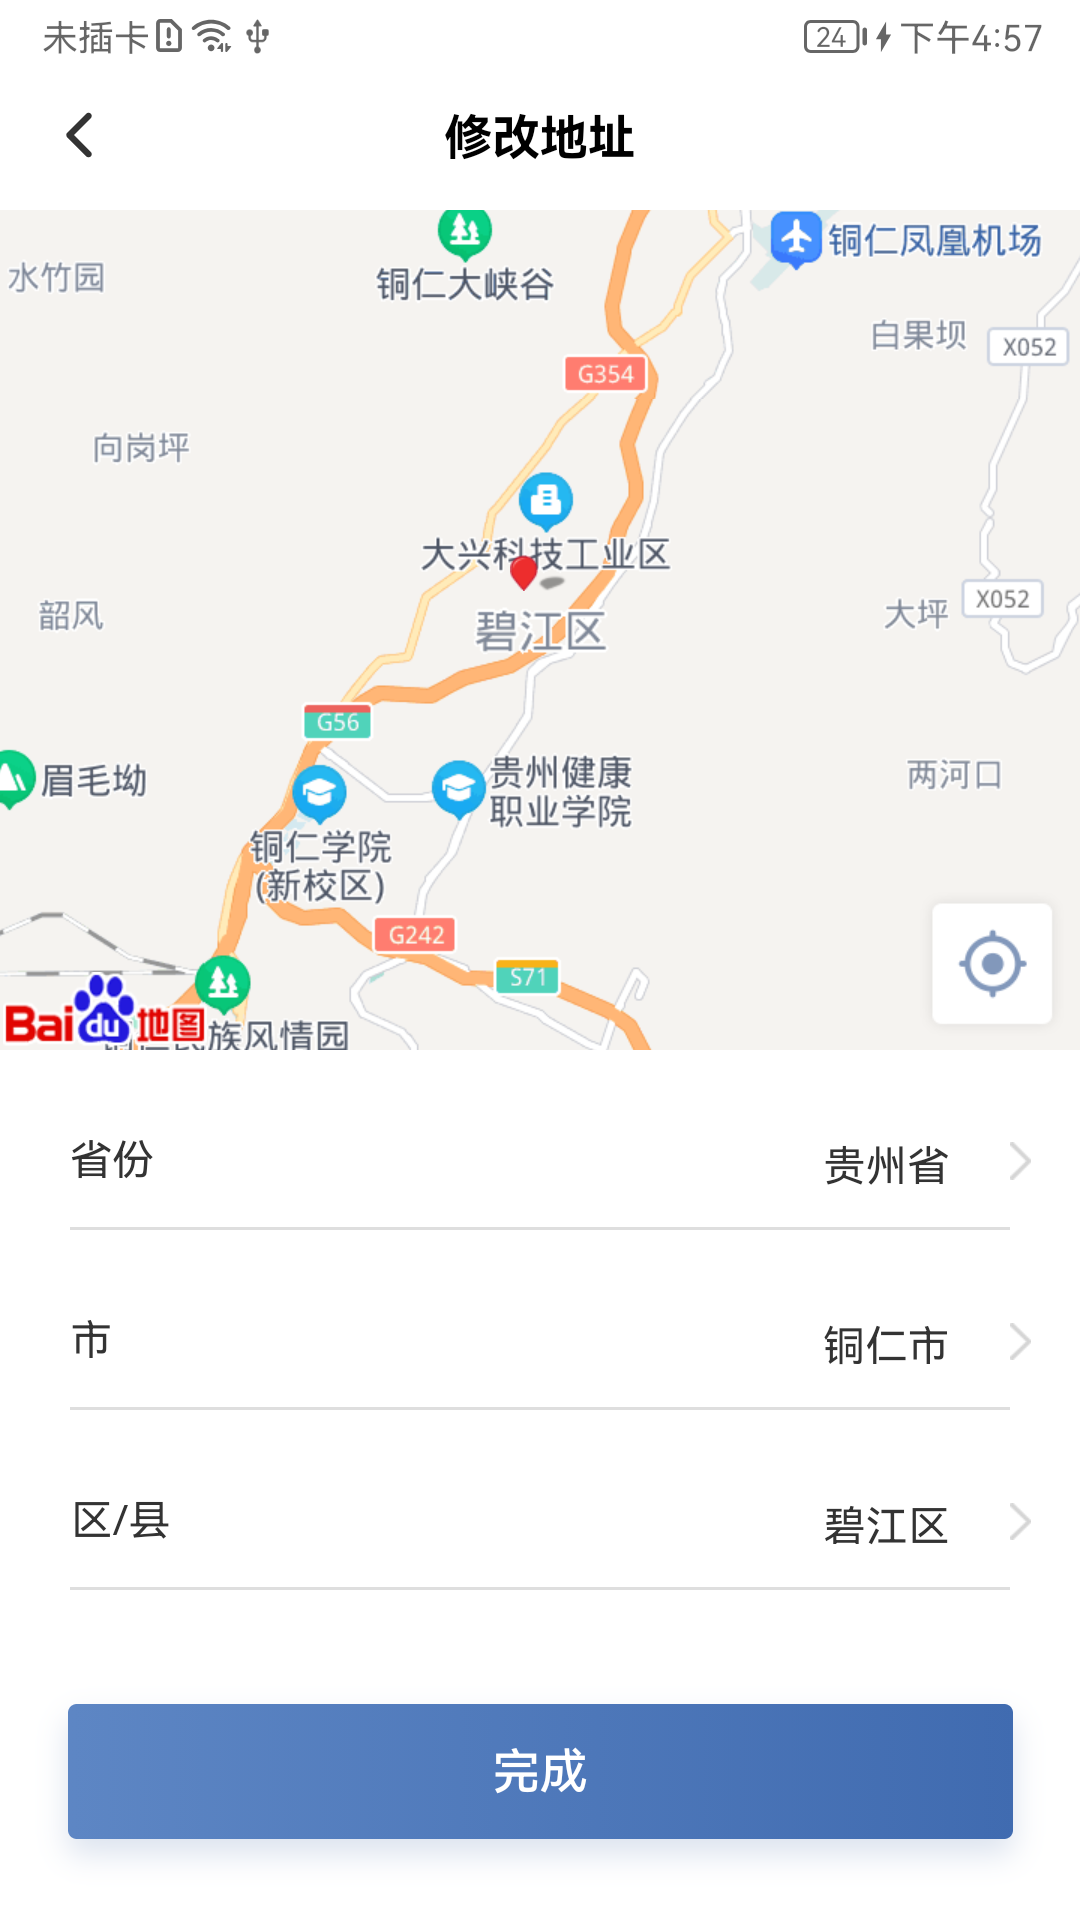 未插卡
24
下午4:57
修改地址
铜仁凤凰机场
水竹园
铜仁大峡谷
白果坝
X052
G354
向岗坪
大兴科技工业区
X052
韶风
大坪
碧江区
G56
眉毛坳
贵州健康
职业学院
两河口
铜仁学院
(新校区)
G242
S71
Bai du 地图
铜仁民族风情园
省份
贵州省
市
铜仁市
区/县
碧江区
完成